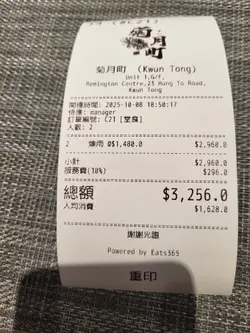 菊月町
菊月町 (Kwun Tong)
Unit 1,G/F,
Remington Centre,23 Hung To Road,
Kwun Tong
開檯時間: 2025-10-08 18:50:17
侍應: manager
訂單編號: C21 [堂食]
人數: 2
2 爐端 @$1,480.0 $2,960.0
小計 $2,960.0
服務費(10%) $296.0
總額 $3,256.0
人均消費 $1,628.0
謝謝光臨
Powered by Eats365
重印